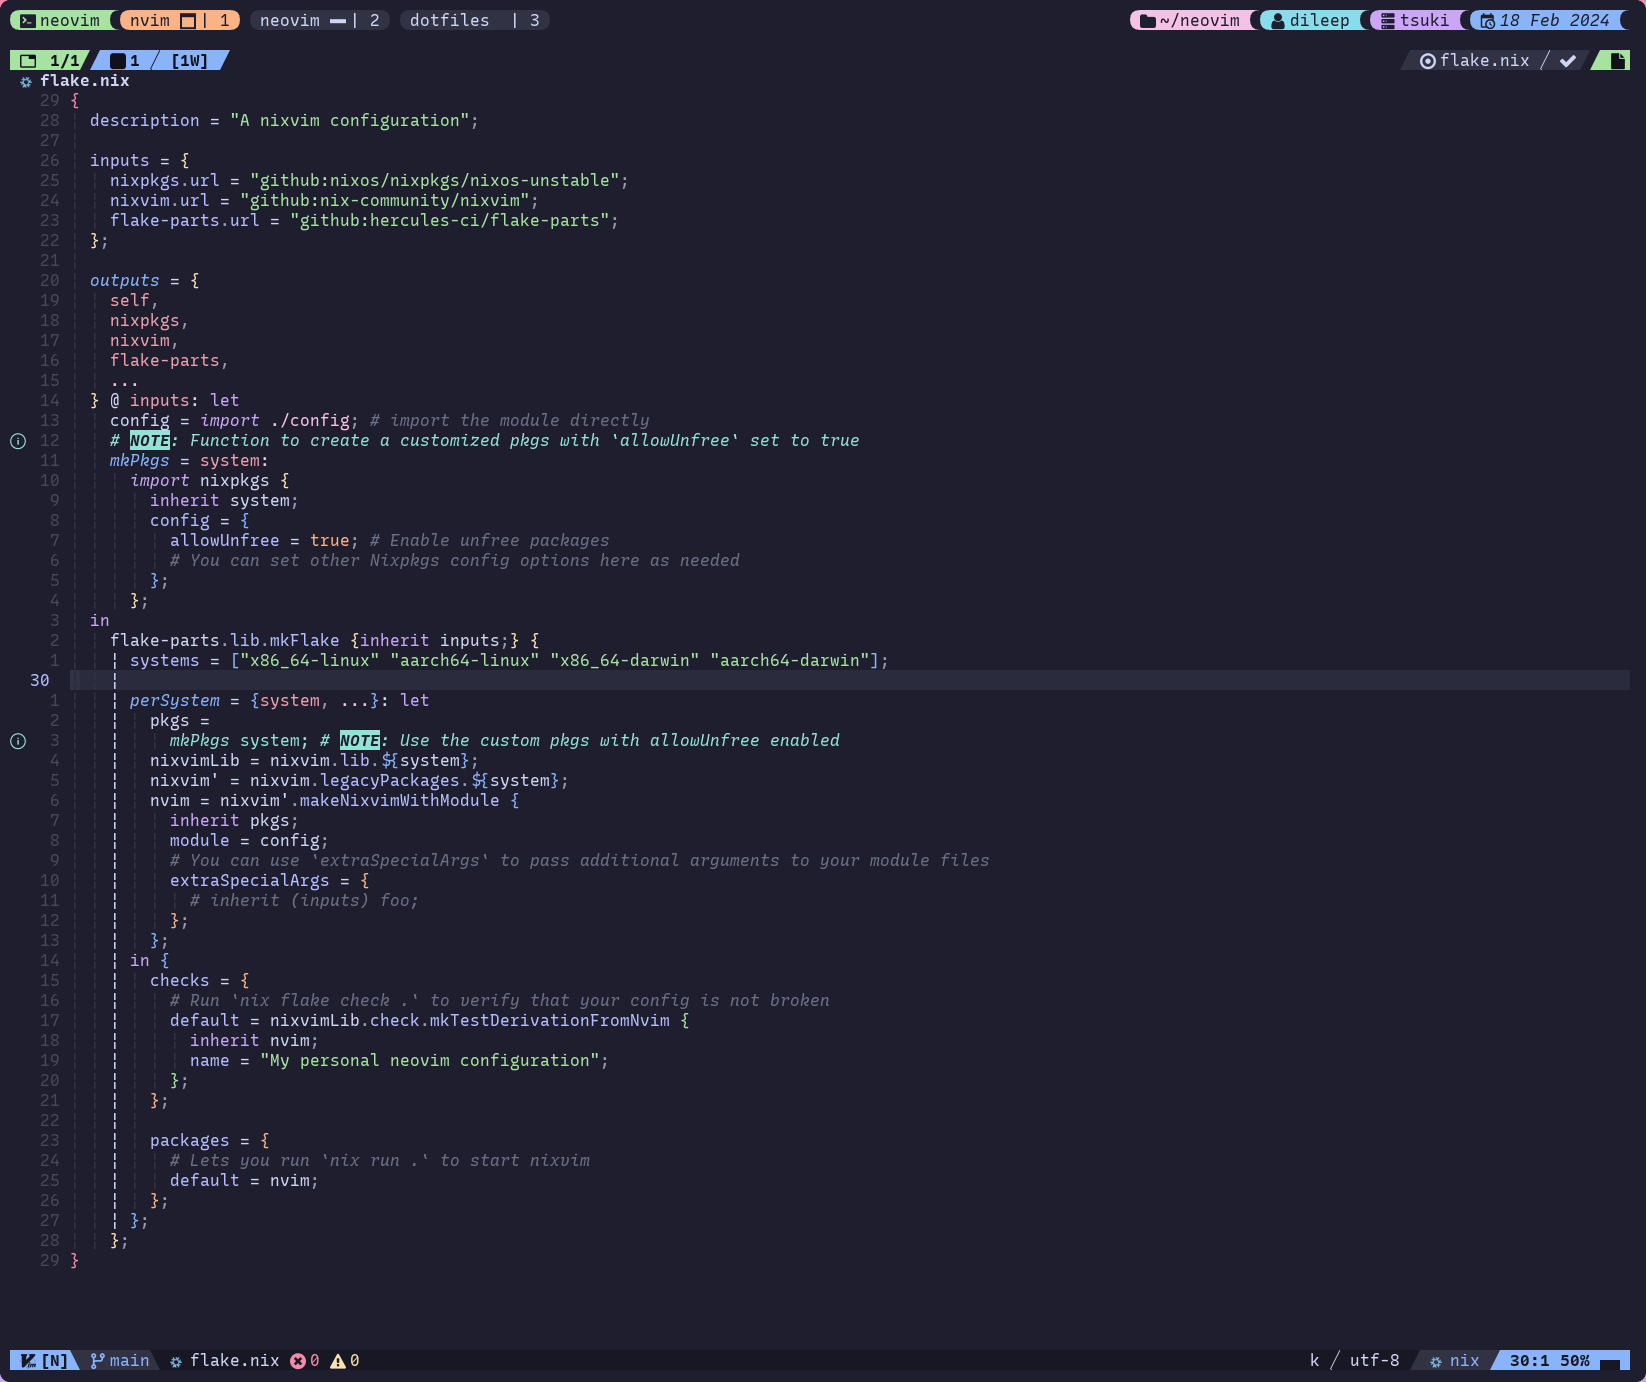 neovim nvim | 1 neovim | 2 dotfiles | 3 ~/neovim dileep tsuki 18 Feb 2024
1/1 1 / [1W] flake.nix /
flake.nix
29 {
28 description = "A nixvim configuration";
27
26 inputs = {
25 nixpkgs.url = "github:nixos/nixpkgs/nixos-unstable";
24 nixvim.url = "github:nix-community/nixvim";
23 flake-parts.url = "github:hercules-ci/flake-parts";
22 };
21
20 outputs = {
19 self,
18 nixpkgs,
17 nixvim,
16 flake-parts,
15 ...
14 } @ inputs: let
13 config = import ./config; # import the module directly
12 # NOTE: Function to create a customized pkgs with `allowUnfree` set to true
11 mkPkgs = system:
10 import nixpkgs {
9 inherit system;
8 config = {
7 allowUnfree = true; # Enable unfree packages
6 # You can set other Nixpkgs config options here as needed
5 };
4 };
3 in
2 flake-parts.lib.mkFlake {inherit inputs;} {
1 systems = ["x86_64-linux" "aarch64-linux" "x86_64-darwin" "aarch64-darwin"];
30
1 perSystem = {system, ...}: let
2 pkgs =
3 mkPkgs system; # NOTE: Use the custom pkgs with allowUnfree enabled
4 nixvimLib = nixvim.lib.${system};
5 nixvim' = nixvim.legacyPackages.${system};
6 nvim = nixvim'.makeNixvimWithModule {
7 inherit pkgs;
8 module = config;
9 # You can use `extraSpecialArgs` to pass additional arguments to your module files
10 extraSpecialArgs = {
11 # inherit (inputs) foo;
12 };
13 };
14 in {
15 checks = {
16 # Run `nix flake check .` to verify that your config is not broken
17 default = nixvimLib.check.mkTestDerivationFromNvim {
18 inherit nvim;
19 name = "My personal neovim configuration";
20 };
21 };
22
23 packages = {
24 # Lets you run `nix run .` to start nixvim
25 default = nvim;
26 };
27 };
28 };
29 }
[N] main flake.nix 0 0 k / utf-8 nix 30:1 50%